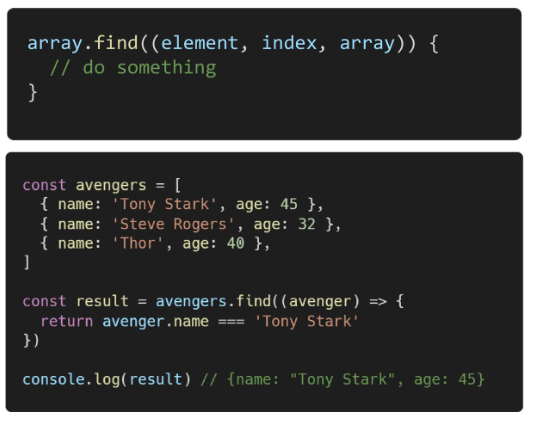 array.find((element, index, array)) {
  // do something
}
const avengers = [
  { name: 'Tony Stark', age: 45 },
  { name: 'Steve Rogers', age: 32 },
  { name: 'Thor', age: 40 },
]
const result = avengers.find((avenger) => {
  return avenger.name === 'Tony Stark'
})
console.log(result) // {name: "Tony Stark", age: 45}